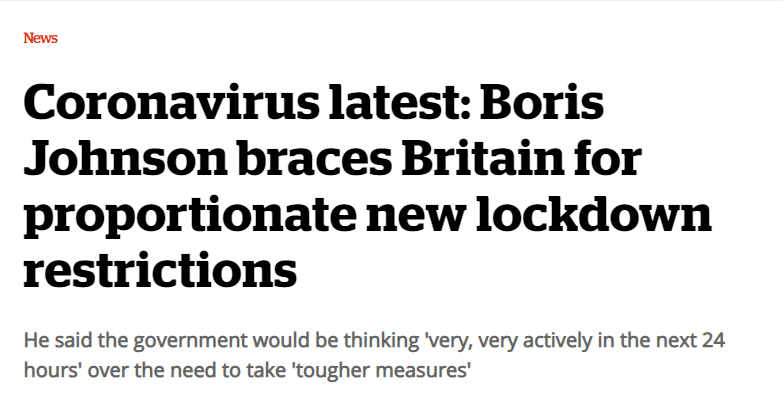 News
Coronavirus latest: Boris
Johnson braces Britain for
proportionate new lockdown
restrictions
He said the government would be thinking 'very, very actively in the next 24
hours' over the need to take 'tougher measures'